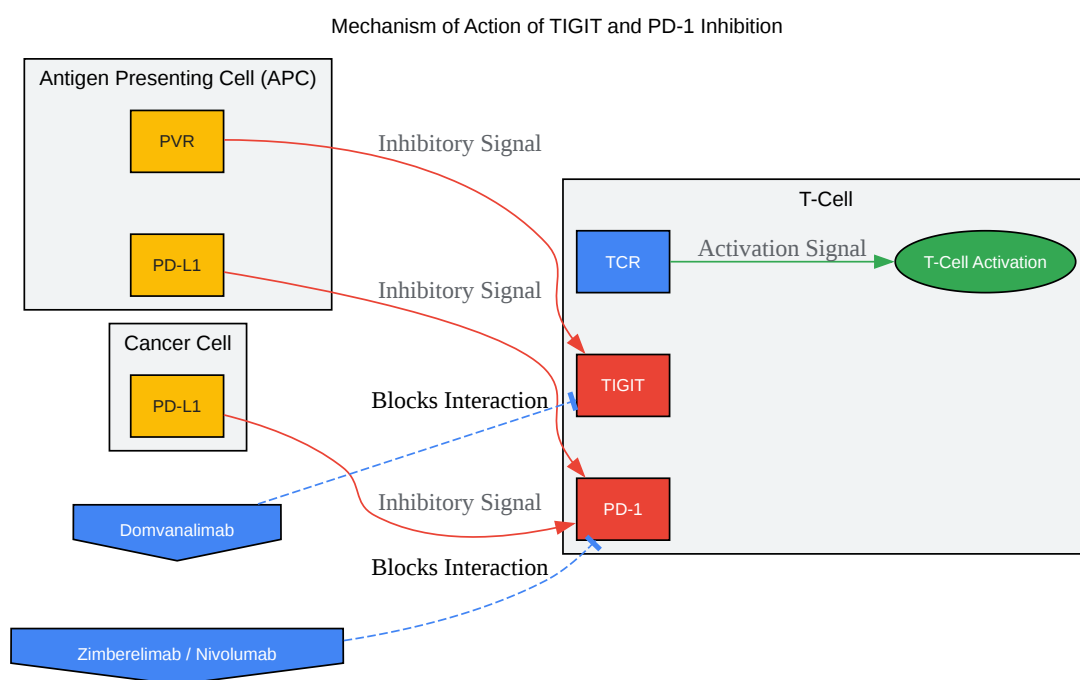 Mechanism of Action of TIGIT and PD-1 Inhibition
Antigen Presenting Cell (APC)
PVR
Inhibitory Signal
T-Cell
PD-L1
TCR
Activation Signal
T-Cell Activation
Inhibitory Signal
Cancer Cell
TIGIT
Blocks Interaction
PD-L1
Inhibitory Signal
PD-1
Domvanalimab
Blocks Interaction
Zimberelimab / Nivolumab